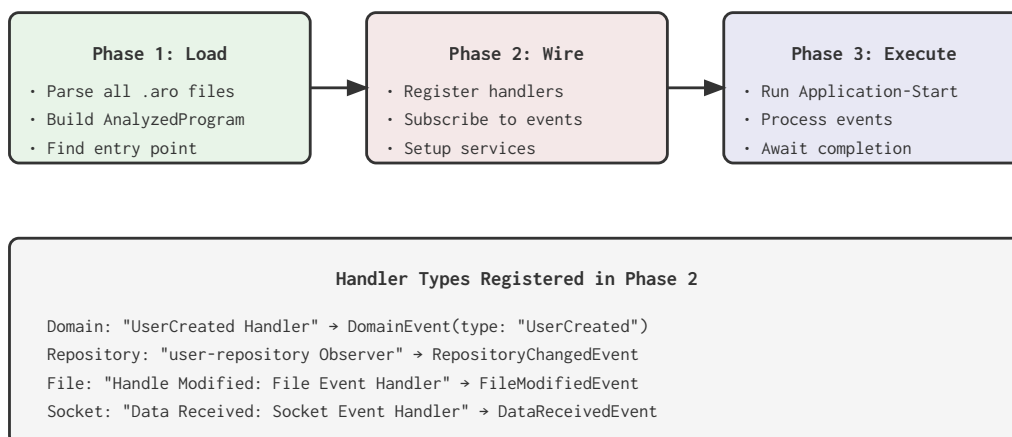 Phase 1: Load
· Parse all .aro files
· Build AnalyzedProgram
· Find entry point
Phase 2: Wire
· Register handlers
· Subscribe to events
· Setup services
Phase 3: Execute
· Run Application-Start
· Process events
· Await completion
Handler Types Registered in Phase 2
Domain: "UserCreated Handler" → DomainEvent(type: "UserCreated")
Repository: "user-repository Observer" → RepositoryChangedEvent
File: "Handle Modified: File Event Handler" → FileModifiedEvent
Socket: "Data Received: Socket Event Handler" → DataReceivedEvent